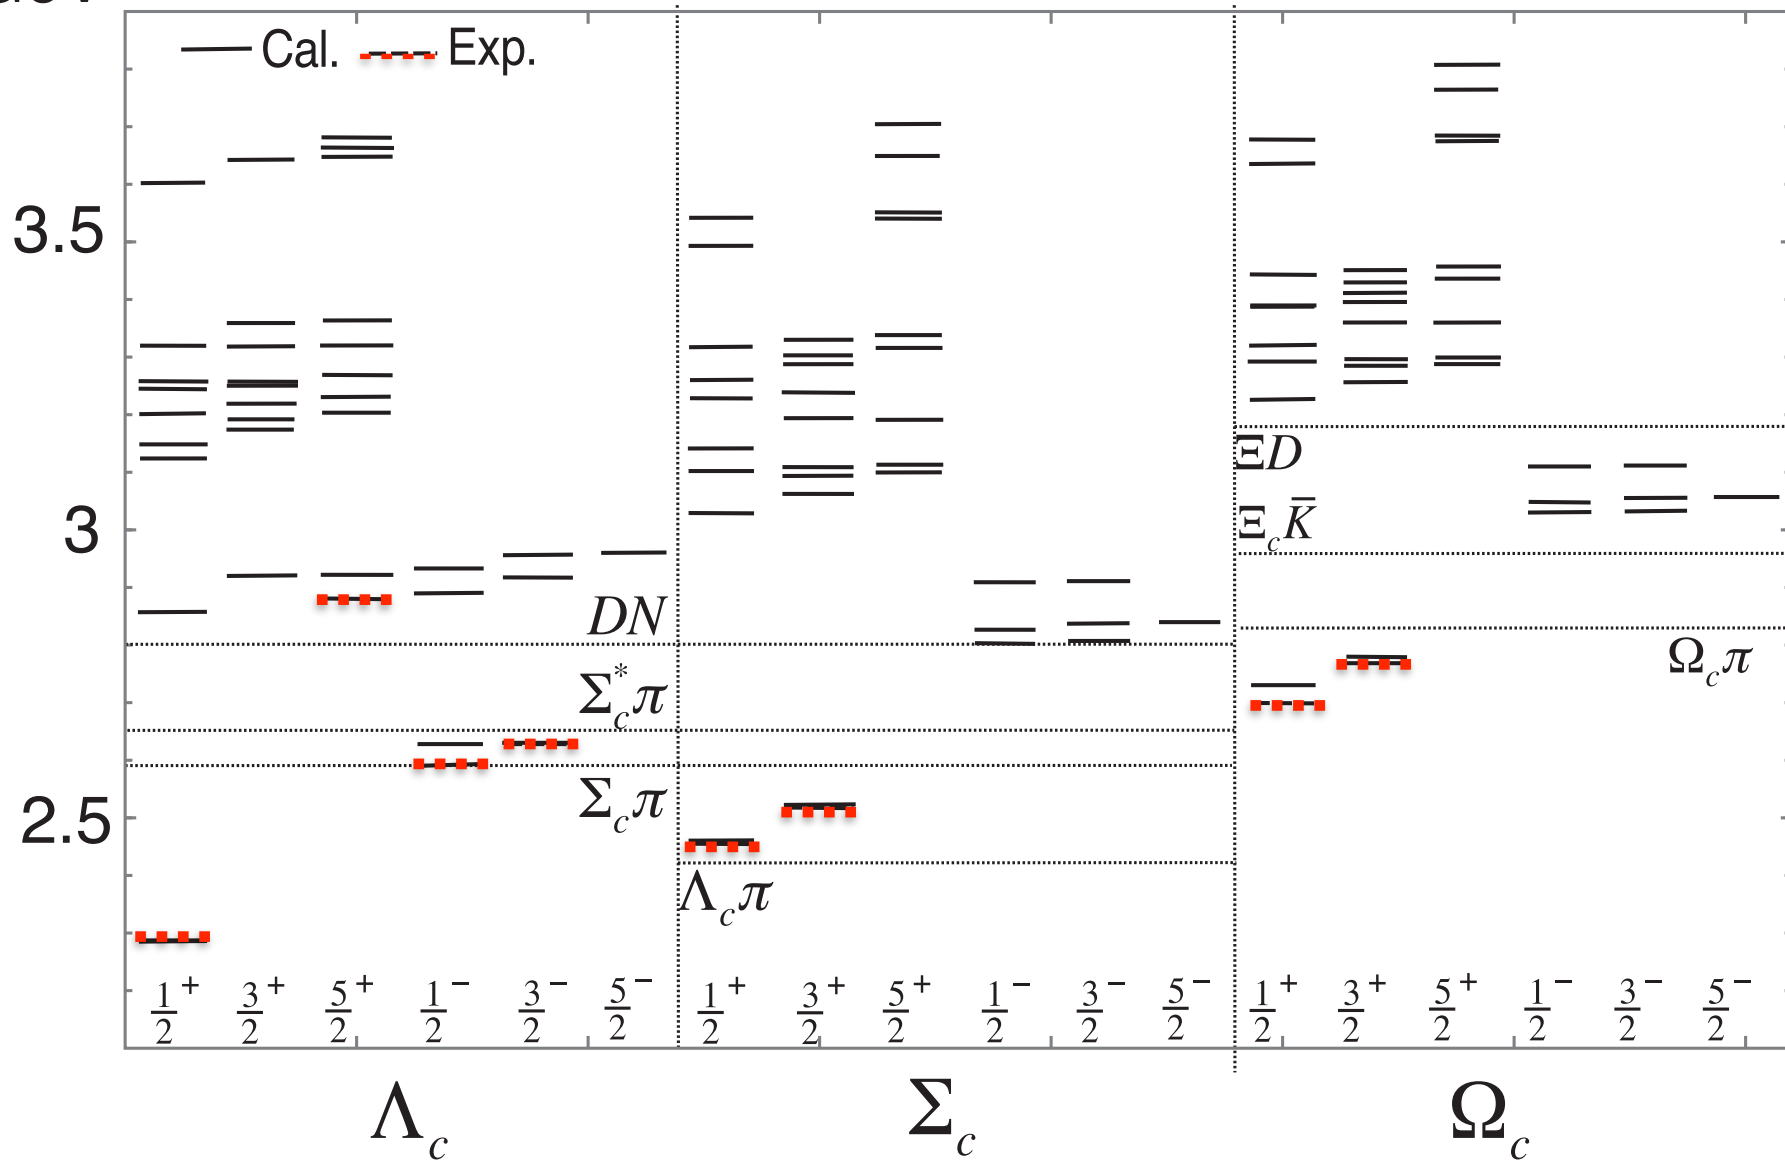 Cal. Exp.
3.5
3
2.5
DN
Σ*cπ
Σcπ
Λcπ
ΞD
ΞcK̅
Ωcπ
1/2+ 3/2+ 5/2+ 1/2− 3/2− 5/2− 1/2+ 3/2+ 5/2+ 1/2− 3/2− 5/2− 1/2+ 3/2+ 5/2+ 1/2− 3/2− 5/2−
Λc Σc Ωc